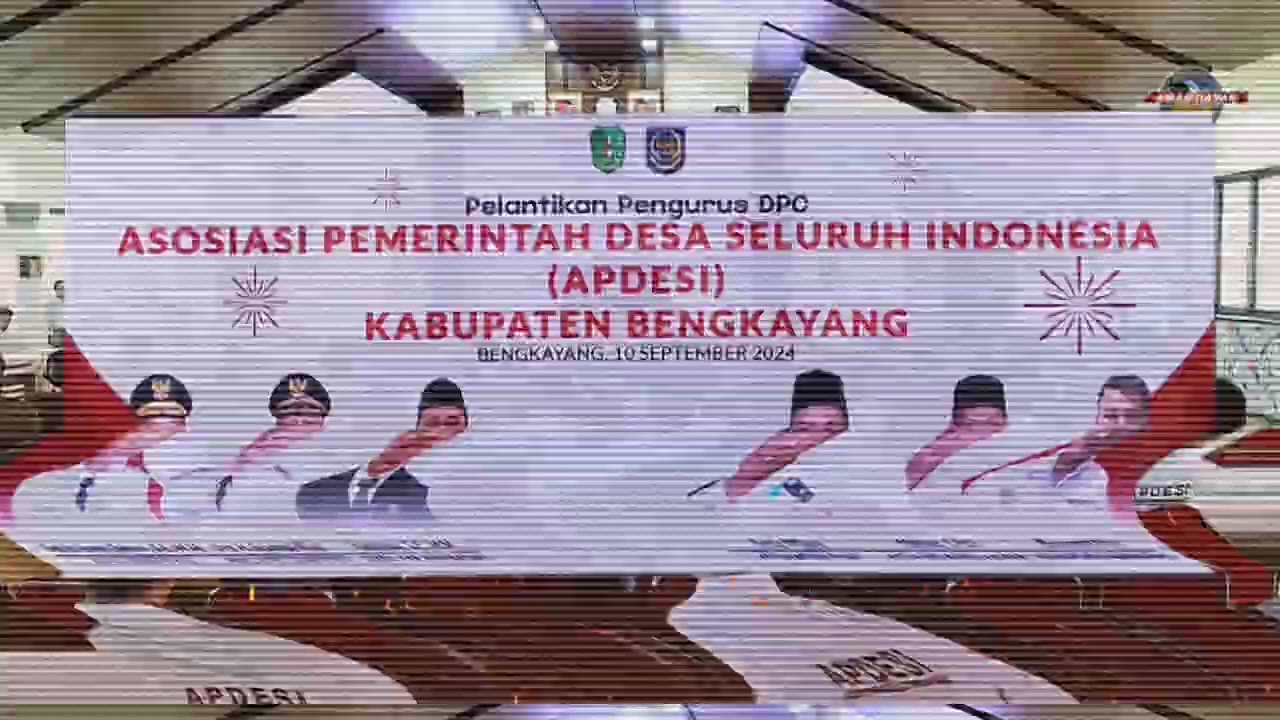 Pelantikan Pengurus DPC
ASOSIASI PEMERINTAH DESA SELURUH INDONESIA
(APDESI)
KABUPATEN BENGKAYANG
BENGKAYANG, 10 SEPTEMBER 2024
APDESI
APDESI
APDESI